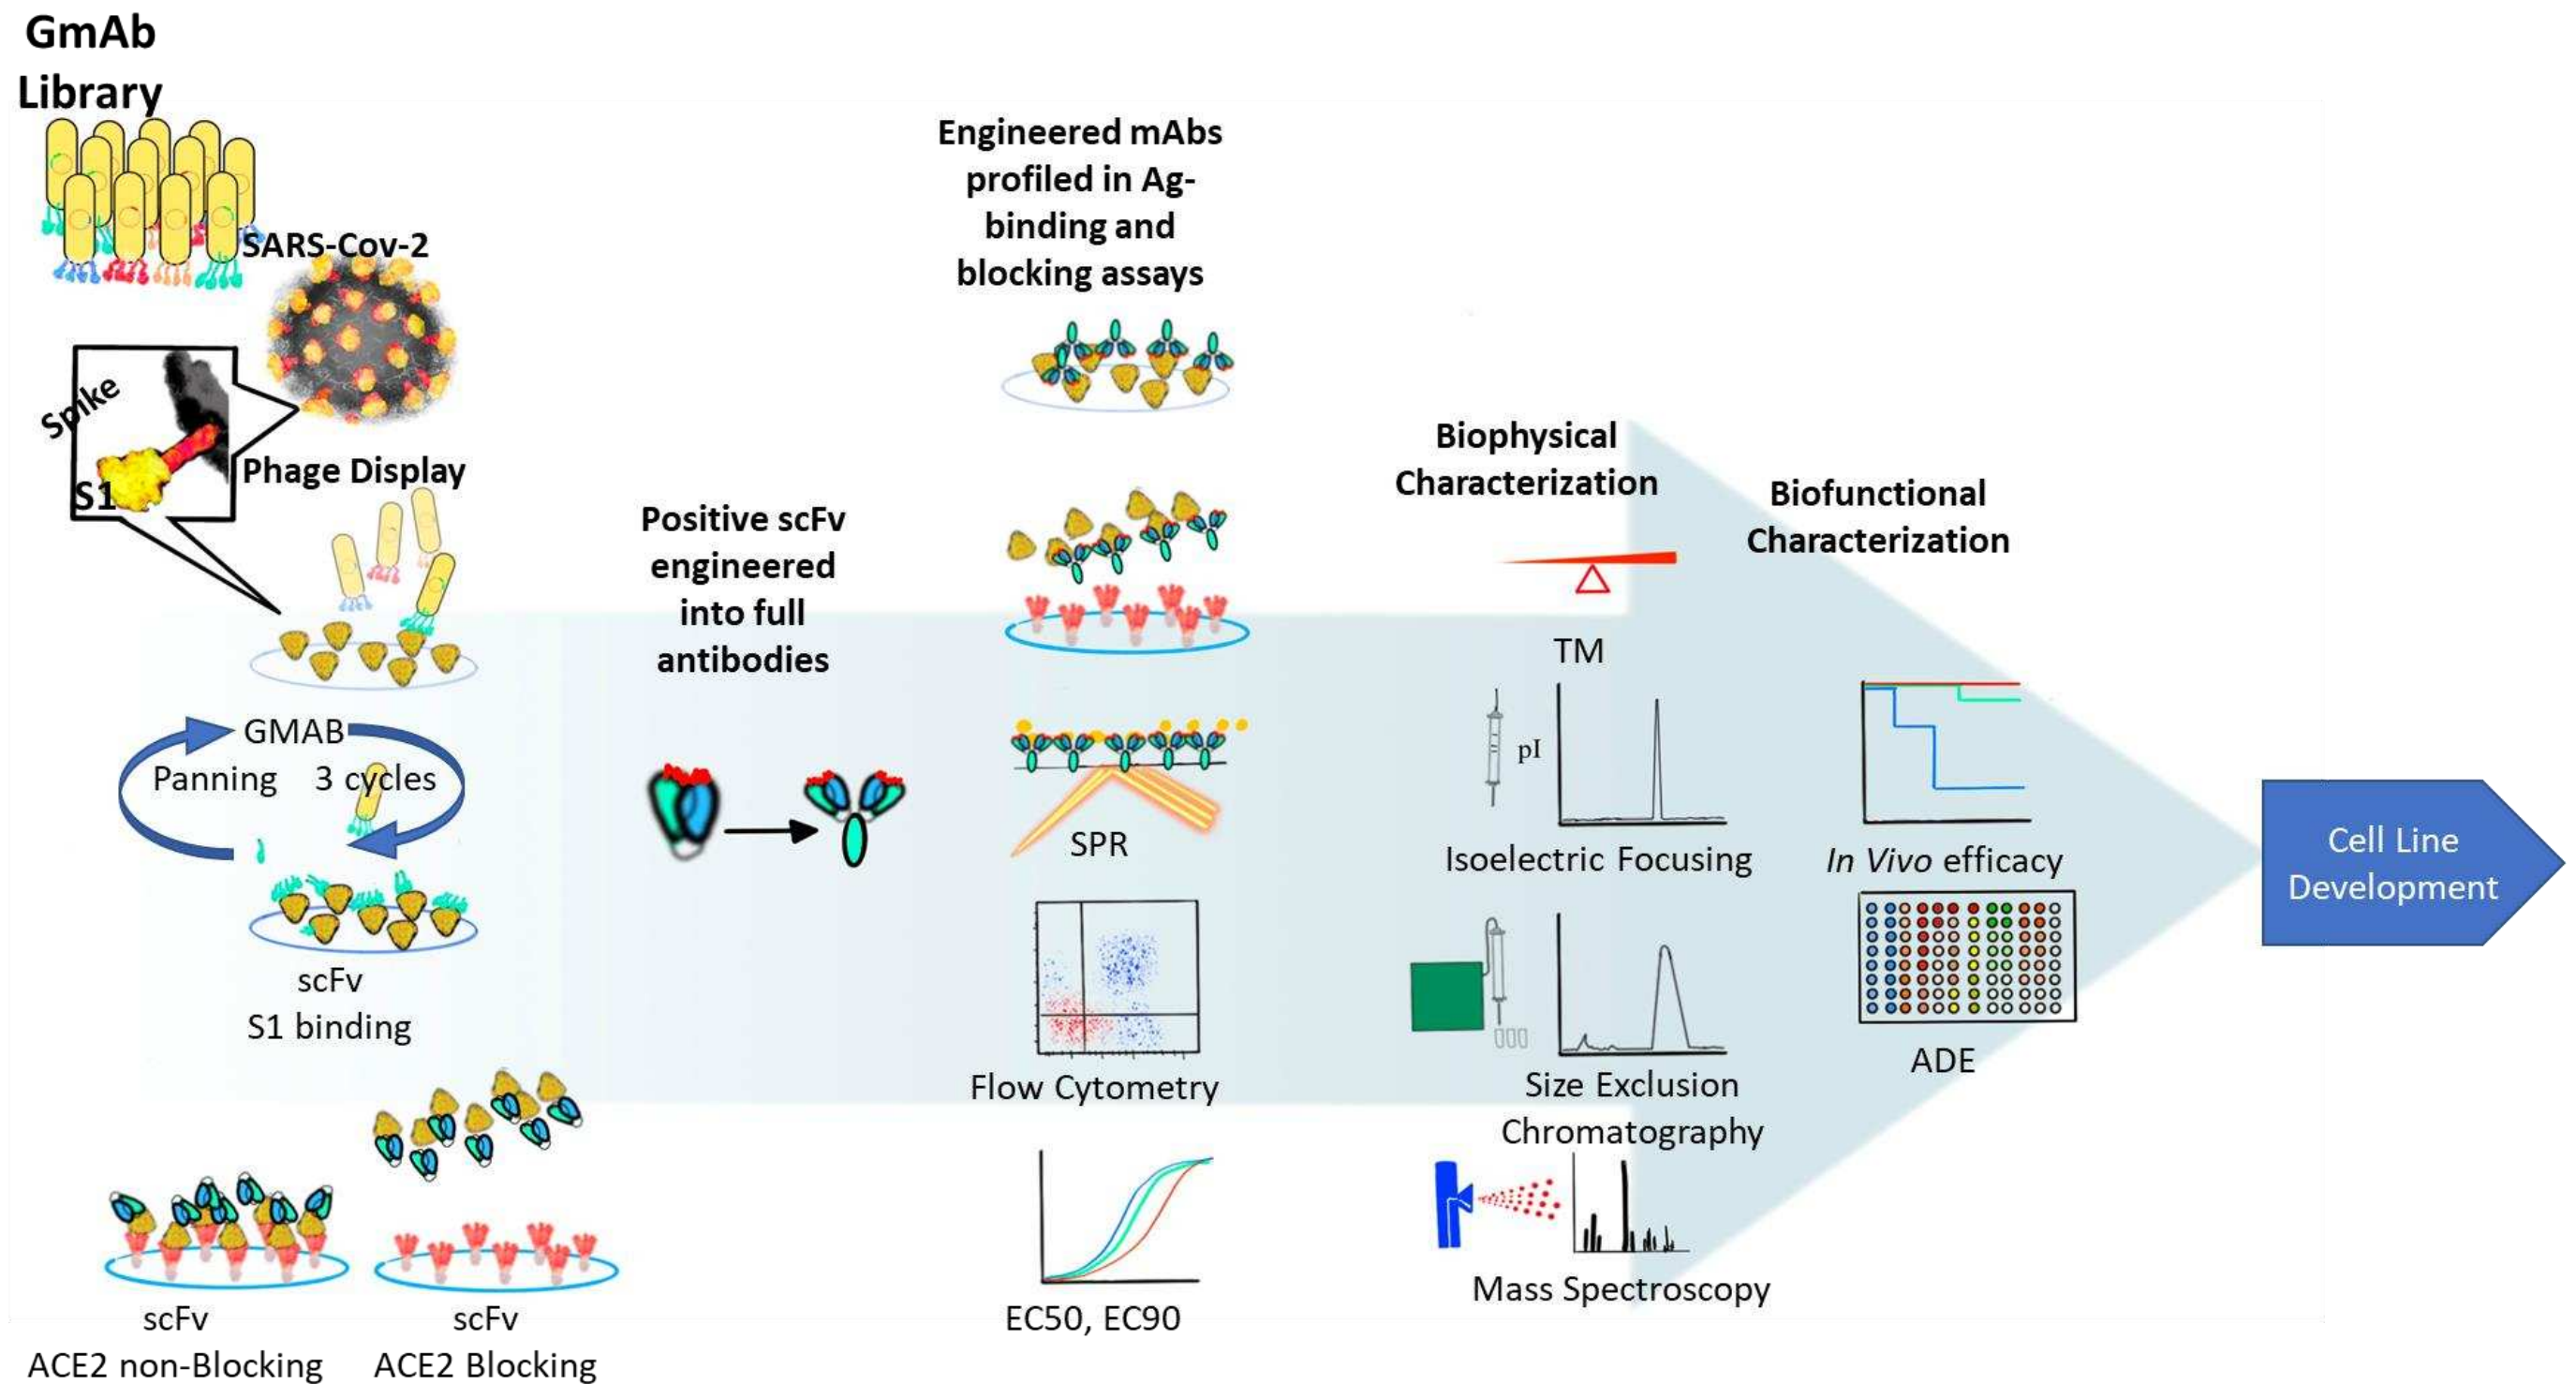 GmAb
Library
SARS-Cov-2
Spike
S1
Phage Display
GMAB
Panning 3 cycles
scFv
S1 binding
scFv
ACE2 non-Blocking
scFv
ACE2 Blocking
Positive scFv
engineered
into full
antibodies
Engineered mAbs
profiled in Ag-
binding and
blocking assays
SPR
Flow Cytometry
EC50, EC90
Biophysical
Characterization
TM
pI
Isoelectric Focusing
Size Exclusion
Chromatography
Mass Spectroscopy
Biofunctional
Characterization
In Vivo efficacy
ADE
Cell Line
Development